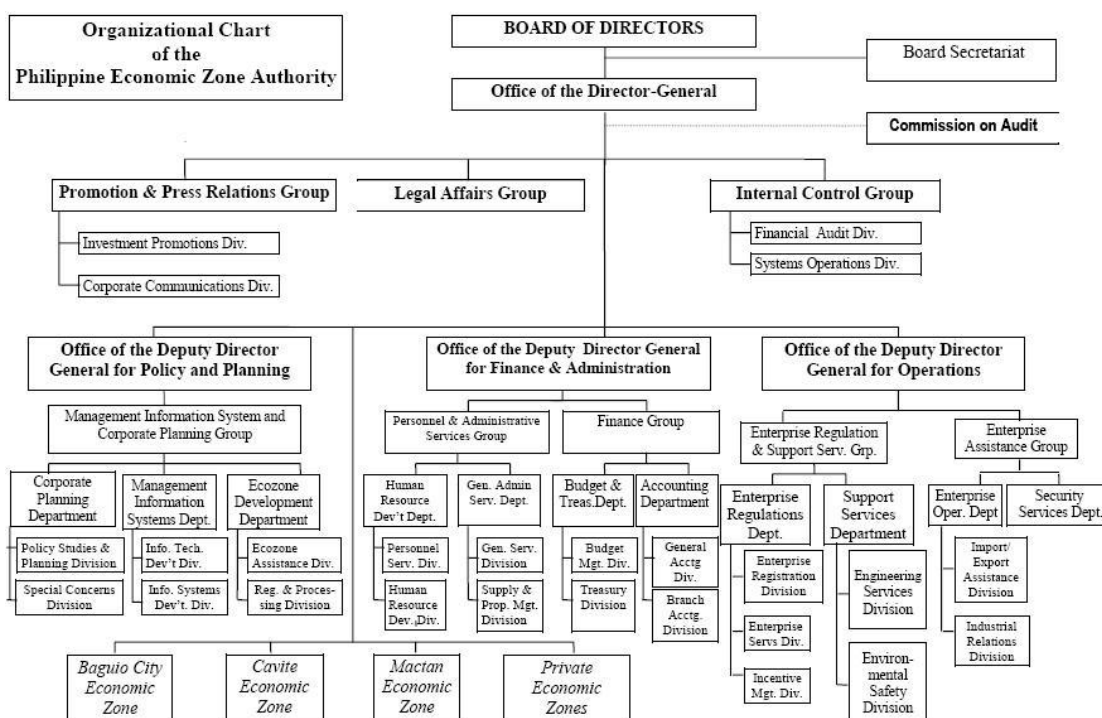 Organizational Chart
of the
Philippine Economic Zone Authority
BOARD OF DIRECTORS
Board Secretariat
Office of the Director-General
Commission on Audit
Promotion & Press Relations Group
Legal Affairs Group
Internal Control Group
Investment Promotions Div.
Corporate Communications Div.
Financial Audit Div.
Systems Operations Div.
Office of the Deputy Director
General for Policy and Planning
Office of the Deputy Director General
for Finance & Administration
Office of the Deputy Director
General for Operations
Management Information System and
Corporate Planning Group
Personnel & Administrative
Services Group
Finance Group
Enterprise Regulation
& Support Serv. Grp.
Enterprise
Assistance Group
Corporate
Planning
Department
Management
Information
Systems Dept.
Ecozone
Development
Department
Human
Resource
Dev't Dept.
Gen. Admin
Serv. Dept.
Budget &
Treas.Dept.
Accounting
Department
Enterprise
Regulations
Dept.
Support
Services
Department
Enterprise
Oper. Dept
Security
Services Dept.
Policy Studies &
Planning Division
Special Concerns
Division
Info. Tech.
Dev't Div.
Info. Systems
Dev't. Div.
Ecozone
Assistance Div.
Reg. & Proces-
sing Division
Personnel
Serv. Div.
Human
Resource
Dev. Div.
Gen. Serv.
Division
Supply &
Prop. Mgt.
Division
Budget
Mgt. Div.
Treasury
Division
General
Acctg
Div.
Branch
Acctg.
Division
Enterprise
Registration
Division
Enterprise
Servs Div.
Incentive
Mgt. Div.
Engineering
Services
Division
Environ-
mental
Safety
Division
Import/
Export
Assistance
Division
Industrial
Relations
Division
Baguio City
Economic
Zone
Cavite
Economic
Zone
Mactan
Economic
Zone
Private
Economic
Zones